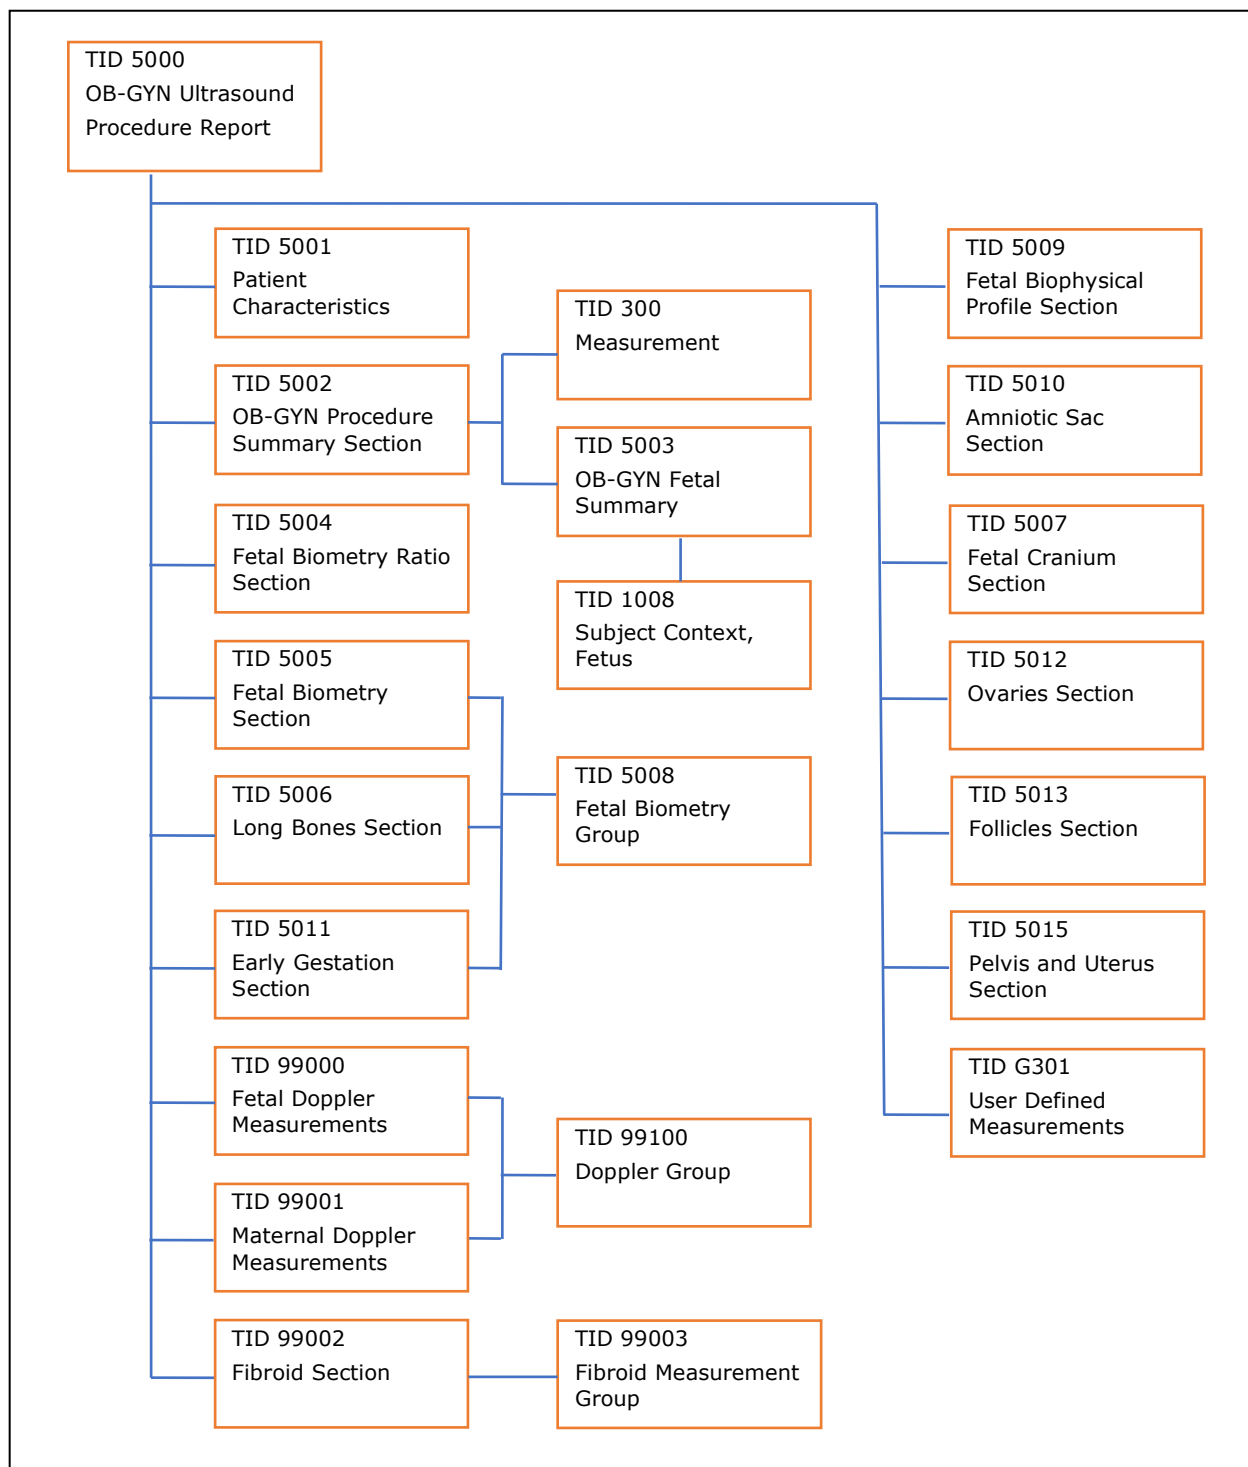 TID 5000
OB-GYN Ultrasound
Procedure Report
TID 5001
Patient
Characteristics
TID 5002
OB-GYN Procedure
Summary Section
TID 5004
Fetal Biometry Ratio
Section
TID 5005
Fetal Biometry
Section
TID 5006
Long Bones Section
TID 5011
Early Gestation
Section
TID 99000
Fetal Doppler
Measurements
TID 99001
Maternal Doppler
Measurements
TID 99002
Fibroid Section
TID 300
Measurement
TID 5003
OB-GYN Fetal
Summary
TID 1008
Subject Context,
Fetus
TID 5008
Fetal Biometry
Group
TID 99100
Doppler Group
TID 99003
Fibroid Measurement
Group
TID 5009
Fetal Biophysical
Profile Section
TID 5010
Amniotic Sac
Section
TID 5007
Fetal Cranium
Section
TID 5012
Ovaries Section
TID 5013
Follicles Section
TID 5015
Pelvis and Uterus
Section
TID G301
User Defined
Measurements